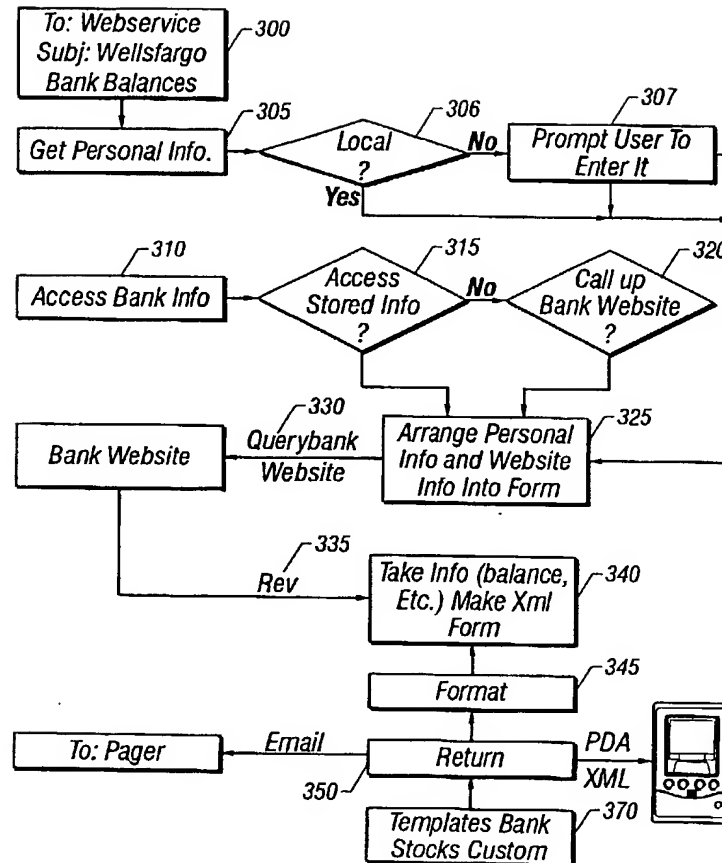 To: Webservice
Subj: Wellsfargo
Bank Balances
300
305
Get Personal Info.
306
Local
?
No
Yes
307
Prompt User To
Enter It
310
Access Bank Info
315
Access
Stored Info
?
No
320
Call up
Bank Website
?
325
Arrange Personal
Info and Website
Info Into Form
330
Querybank
Website
Bank Website
335
Rev
Take Info (balance,
Etc.) Make Xml
Form
340
345
Format
To: Pager
Email
Return
350
PDA
XML
370
Templates Bank
Stocks Custom